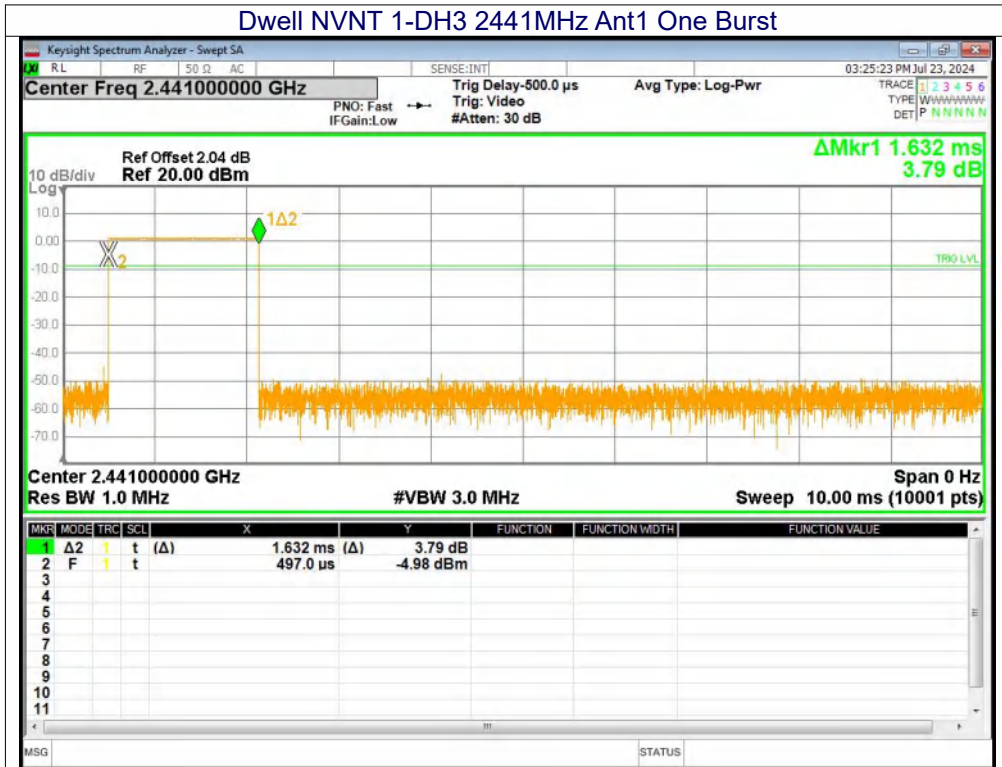 Dwell NVNT 1-DH3 2441MHz Ant1 One Burst
Keysight Spectrum Analyzer - Swept SA
RL RF 50 Ω AC SENSE:INT 03:25:23 PM Jul 23, 2024
Center Freq 2.441000000 GHz Trig Delay-500.0 µs Avg Type: Log-Pwr TRACE 1 2 3 4 5 6
PNO: Fast Trig: Video TYPE WWWWWWW
IFGain:Low #Atten: 30 dB DET P N N N N N
ΔMkr1 1.632 ms
3.79 dB
Ref Offset 2.04 dB
10 dB/div Ref 20.00 dBm
Log
10.0
1Δ2
0.00
2
-10.0
TRIG LVL
-20.0
-30.0
-40.0
-50.0
-60.0
-70.0
Center 2.441000000 GHz Span 0 Hz
Res BW 1.0 MHz #VBW 3.0 MHz Sweep 10.00 ms (10001 pts)
MKR MODE TRC SCL X Y FUNCTION FUNCTION WIDTH FUNCTION VALUE
1 Δ2 1 t (Δ) 1.632 ms (Δ) 3.79 dB
2 F 1 t 497.0 µs -4.98 dBm
3
4
5
6
7
8
9
10
11
MSG STATUS